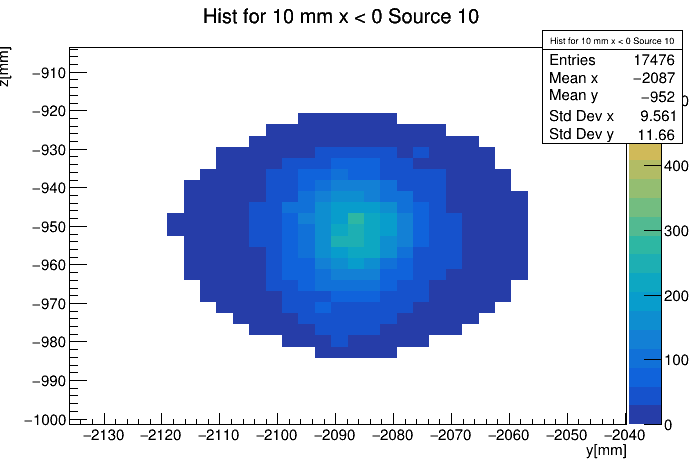 Hist for 10 mm x < 0 Source 10
z[mm]
Hist for 10 mm x < 0 Source 10
Entries 17476
Mean x −2087
Mean y −952
Std Dev x 9.561
Std Dev y 11.66
−910
−920
−930
−940
−950
−960
−970
−980
−990
−1000
0
400
300
200
100
0
−2130 −2120 −2110 −2100 −2090 −2080 −2070 −2060 −2050 −2040
y[mm]